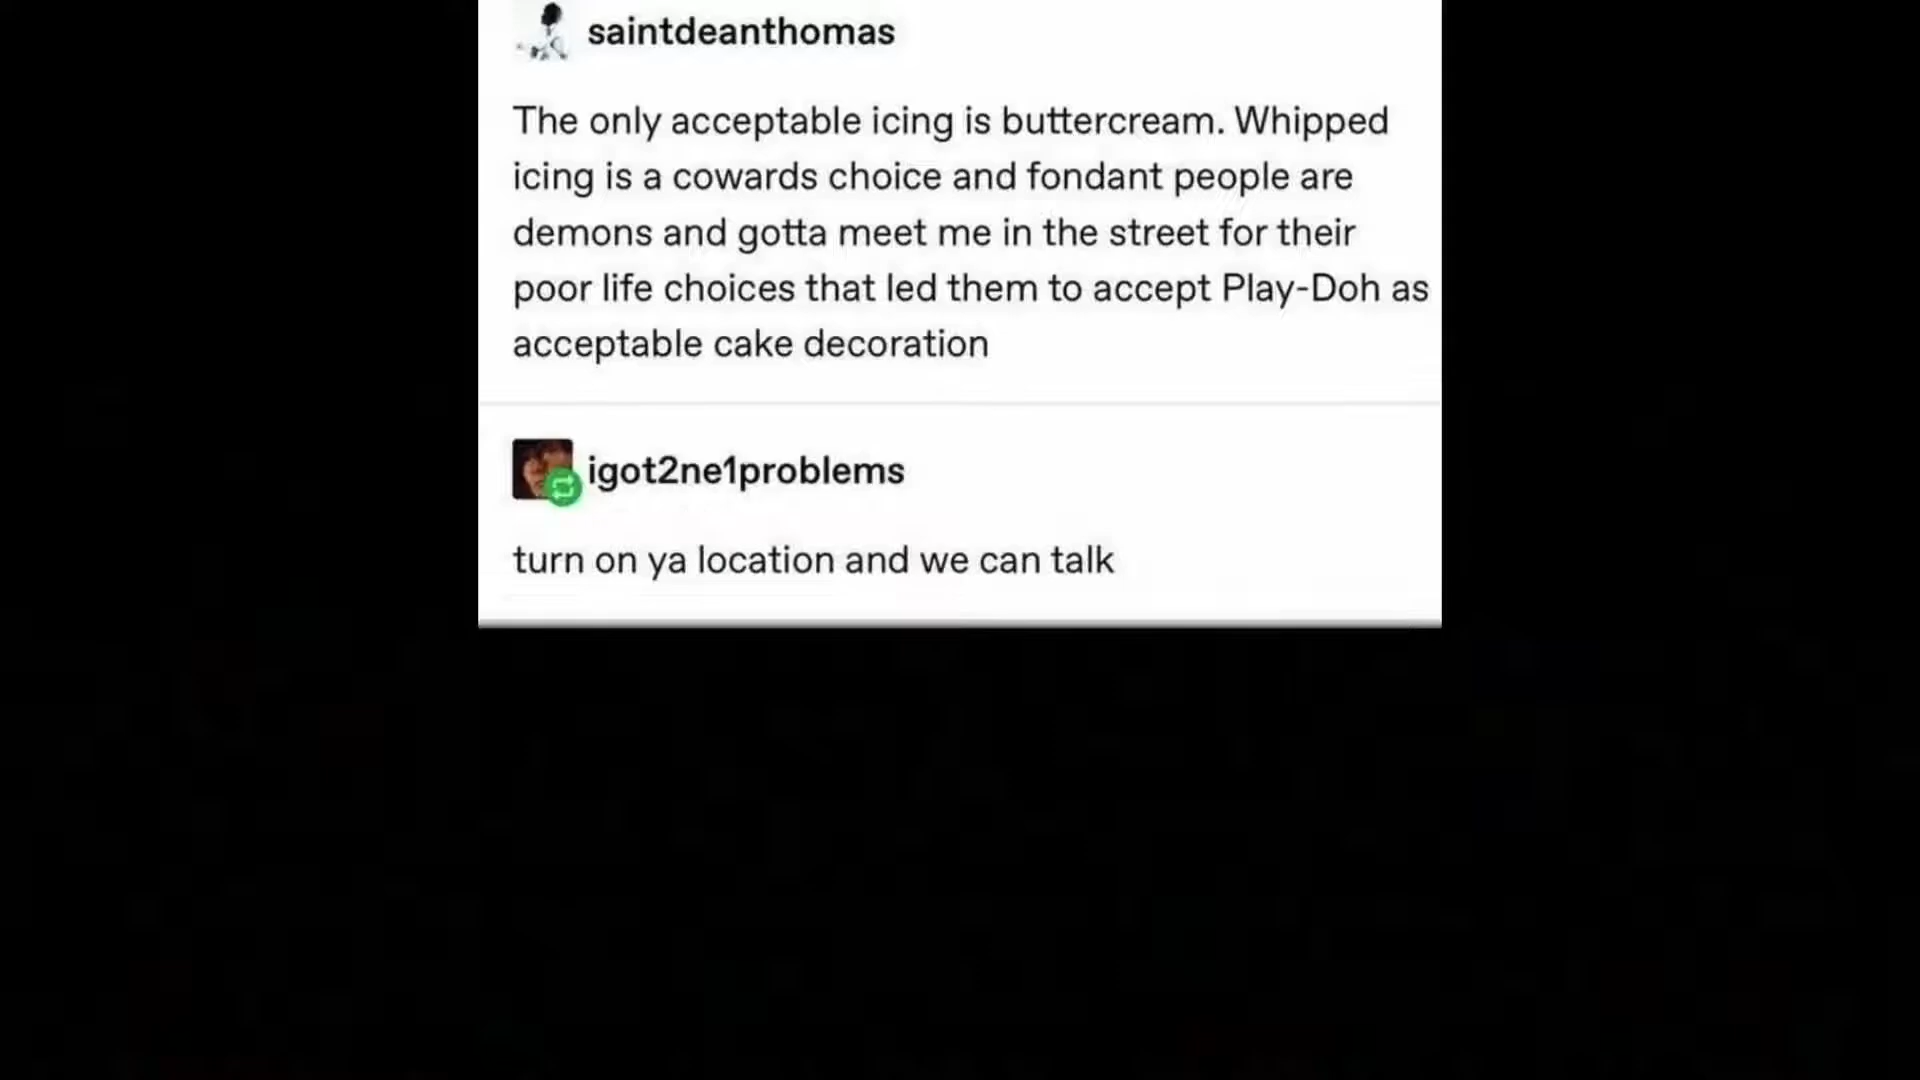 saintdeanthomas
The only acceptable icing is buttercream. Whipped
icing is a cowards choice and fondant people are
demons and gotta meet me in the street for their
poor life choices that led them to accept Play-Doh as
acceptable cake decoration
igot2ne1problems
turn on ya location and we can talk